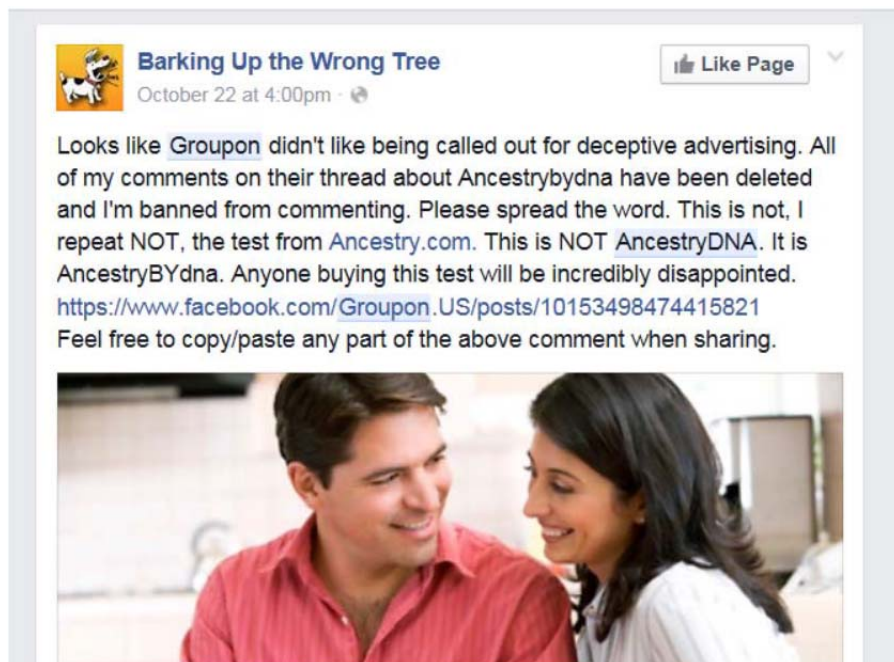 Barking Up the Wrong Tree
Like Page
October 22 at 4:00pm ·
Looks like Groupon didn't like being called out for deceptive advertising. All
of my comments on their thread about Ancestrybydna have been deleted
and I'm banned from commenting. Please spread the word. This is not, I
repeat NOT, the test from Ancestry.com. This is NOT AncestryDNA. It is
AncestryBYdna. Anyone buying this test will be incredibly disappointed.
https://www.facebook.com/Groupon.US/posts/10153498474415821
Feel free to copy/paste any part of the above comment when sharing.